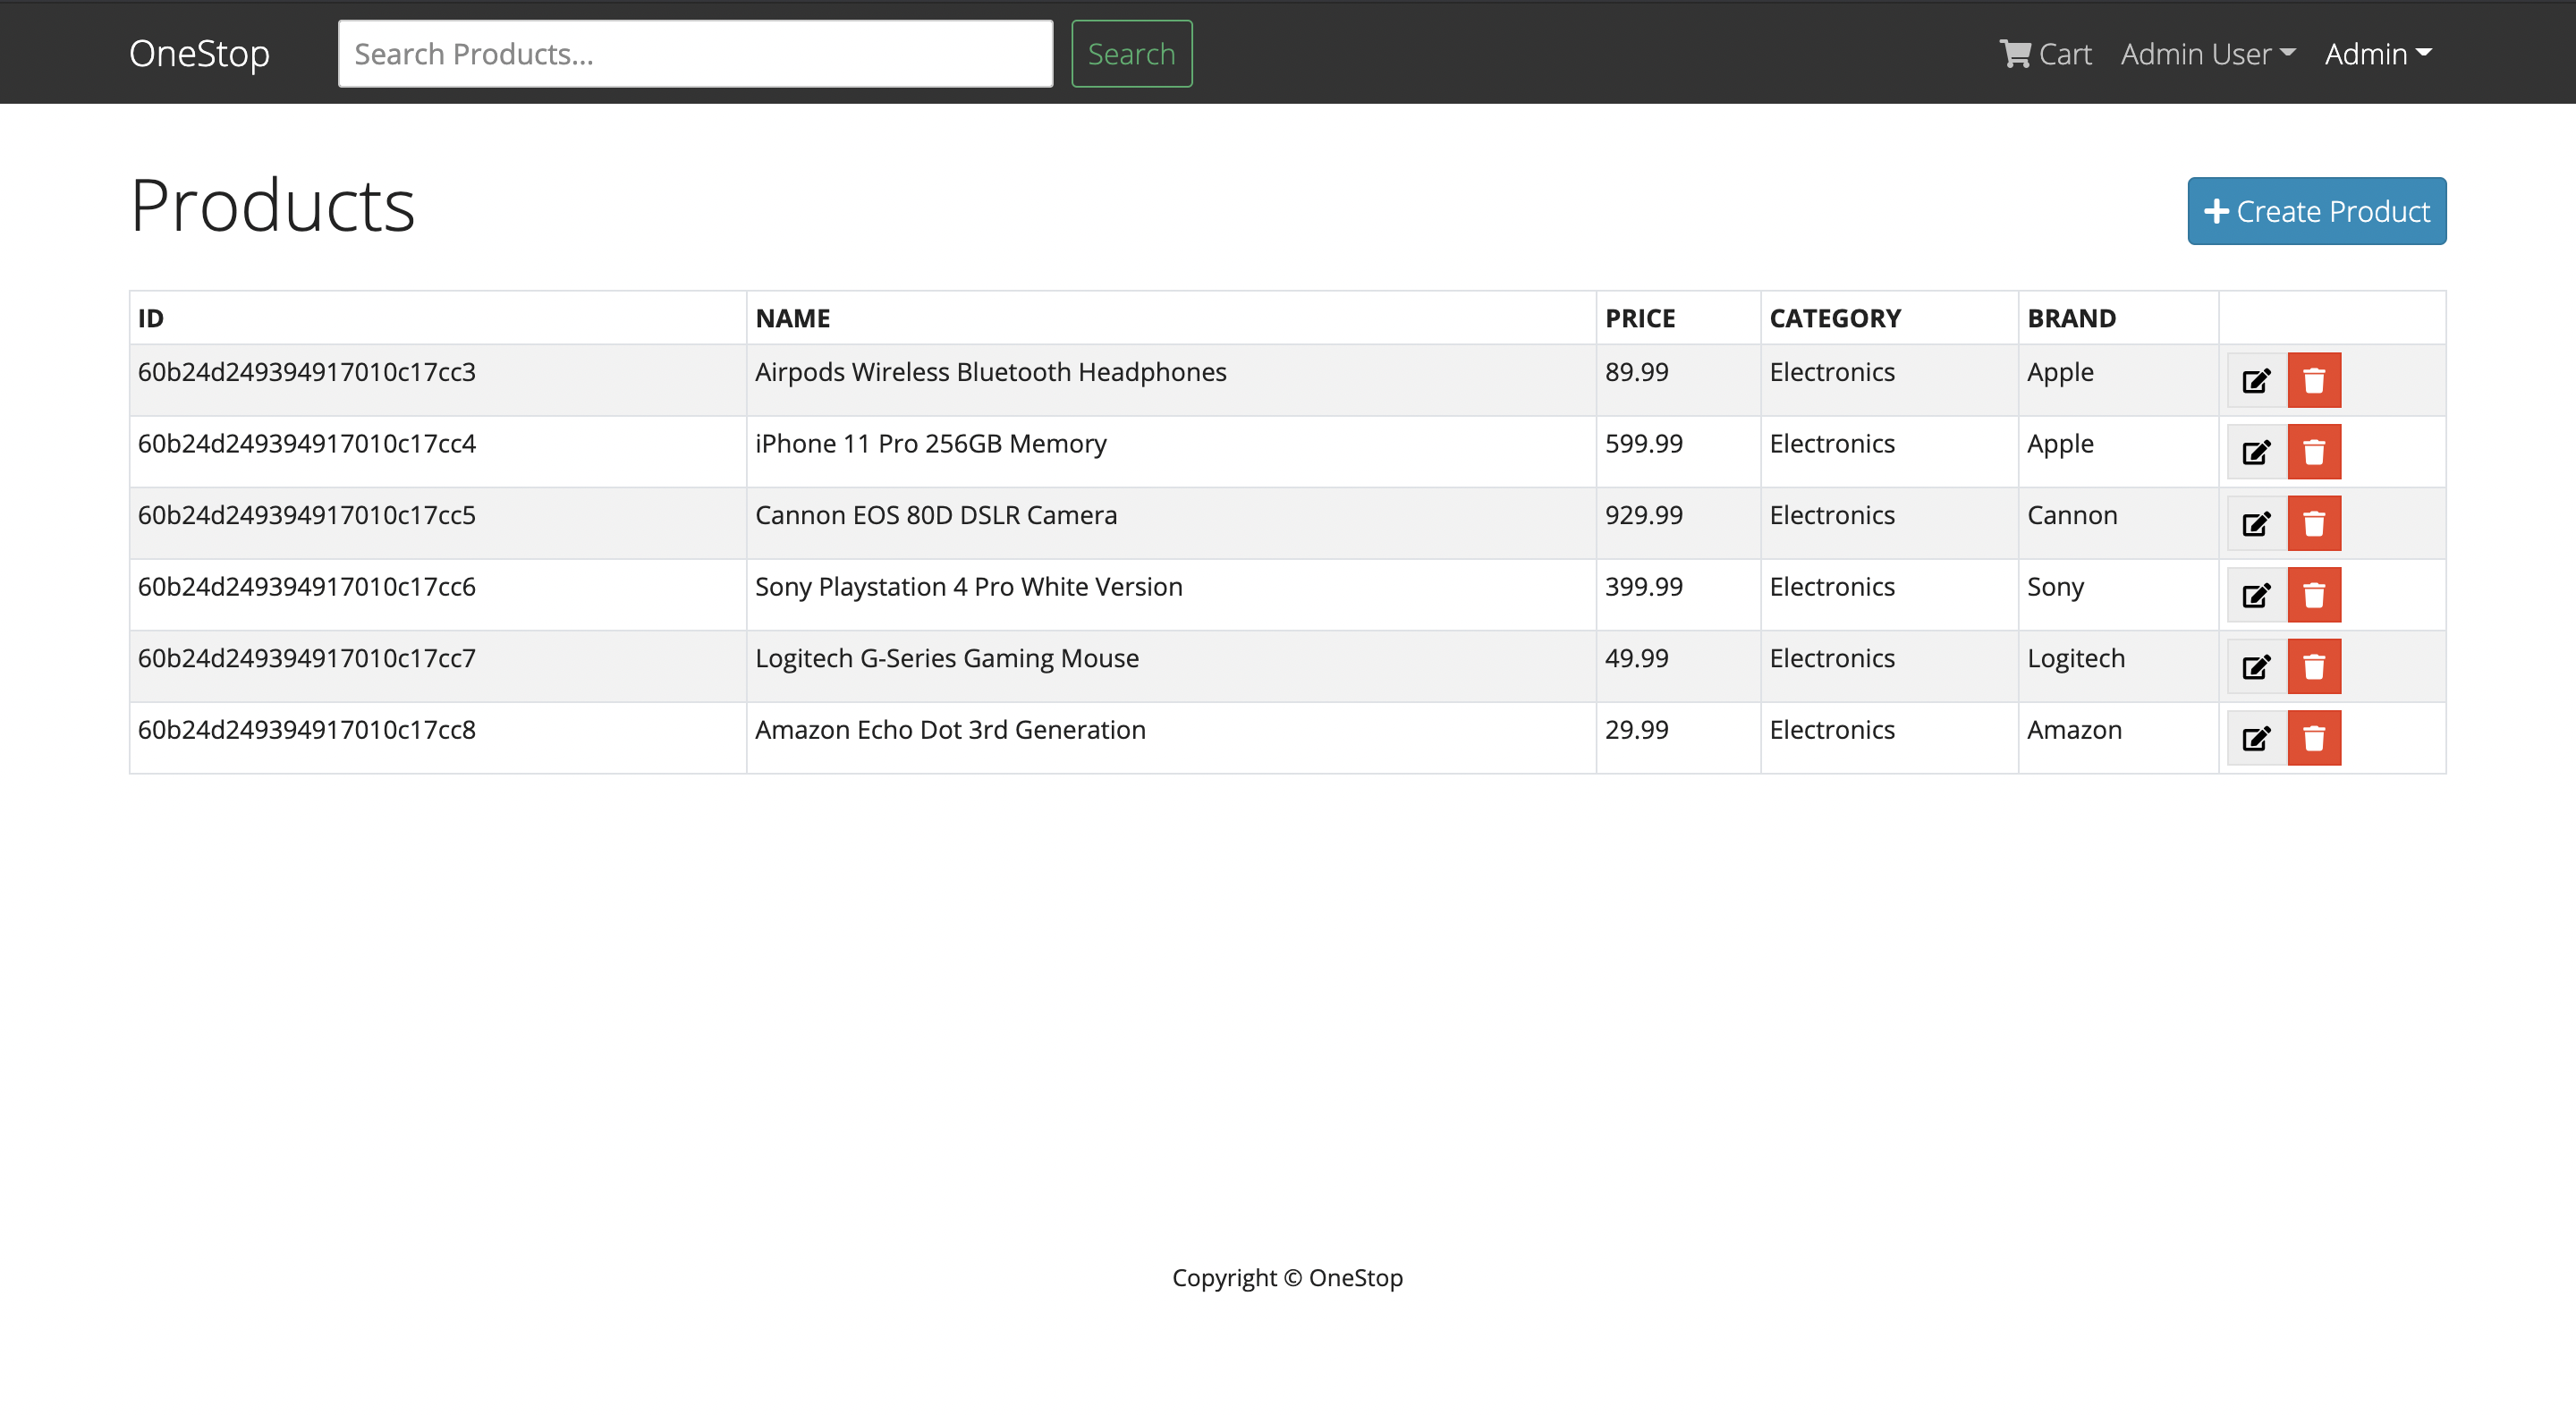 OneStop Search Products... Search Cart Admin User Admin
Products
Create Product
ID NAME PRICE CATEGORY BRAND
60b24d249394917010c17cc3 Airpods Wireless Bluetooth Headphones 89.99 Electronics Apple
60b24d249394917010c17cc4 iPhone 11 Pro 256GB Memory 599.99 Electronics Apple
60b24d249394917010c17cc5 Cannon EOS 80D DSLR Camera 929.99 Electronics Cannon
60b24d249394917010c17cc6 Sony Playstation 4 Pro White Version 399.99 Electronics Sony
60b24d249394917010c17cc7 Logitech G-Series Gaming Mouse 49.99 Electronics Logitech
60b24d249394917010c17cc8 Amazon Echo Dot 3rd Generation 29.99 Electronics Amazon
Copyright © OneStop